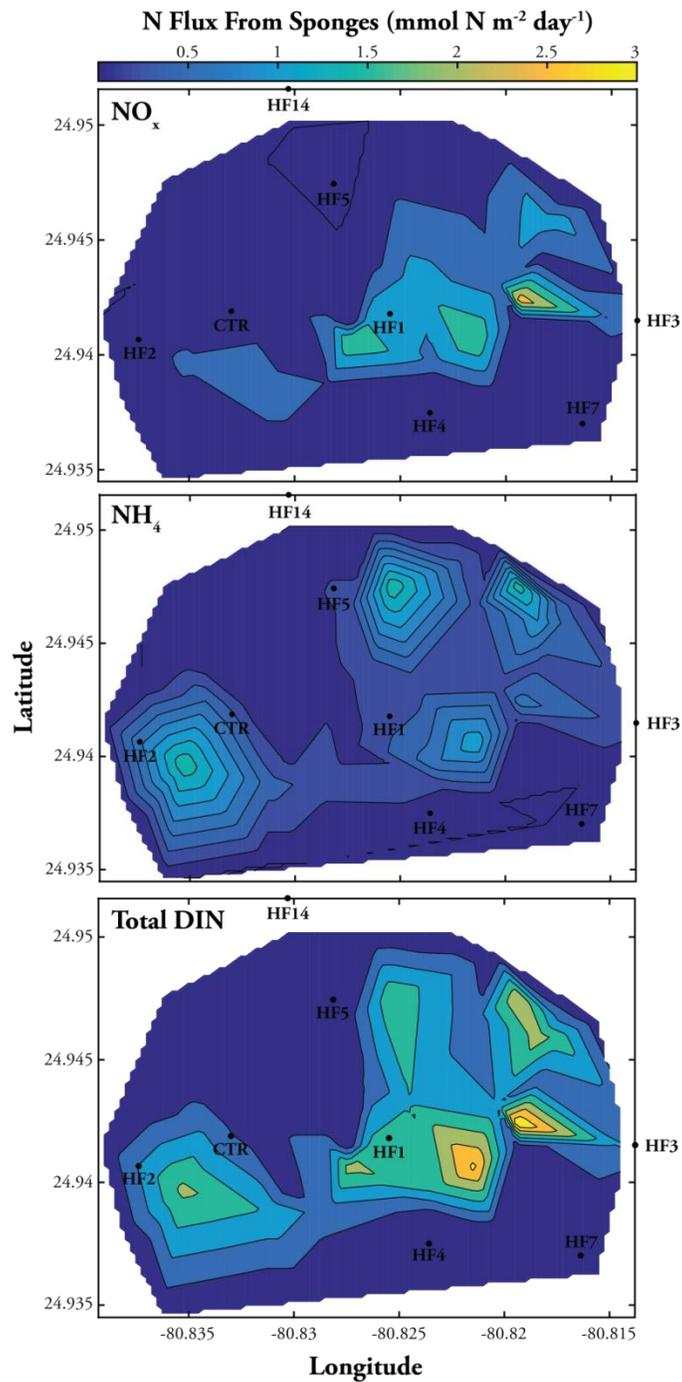 N Flux From Sponges (mmol N m⁻² day⁻¹)
0.5 1 1.5 2 2.5 3
NOₓ
HF14
24.95
HF5
24.945
HF3
HF1
CTR
HF2
24.94
HF7
HF4
24.935
NH₄
HF14
24.95
HF5
24.945
HF3
HF1
CTR
HF2
24.94
HF7
HF4
24.935
Total DIN
HF14
24.95
HF5
24.945
HF3
HF1
CTR
HF2
24.94
HF7
HF4
24.935
-80.835 -80.83 -80.825 -80.82 -80.815
Longitude
Latitude